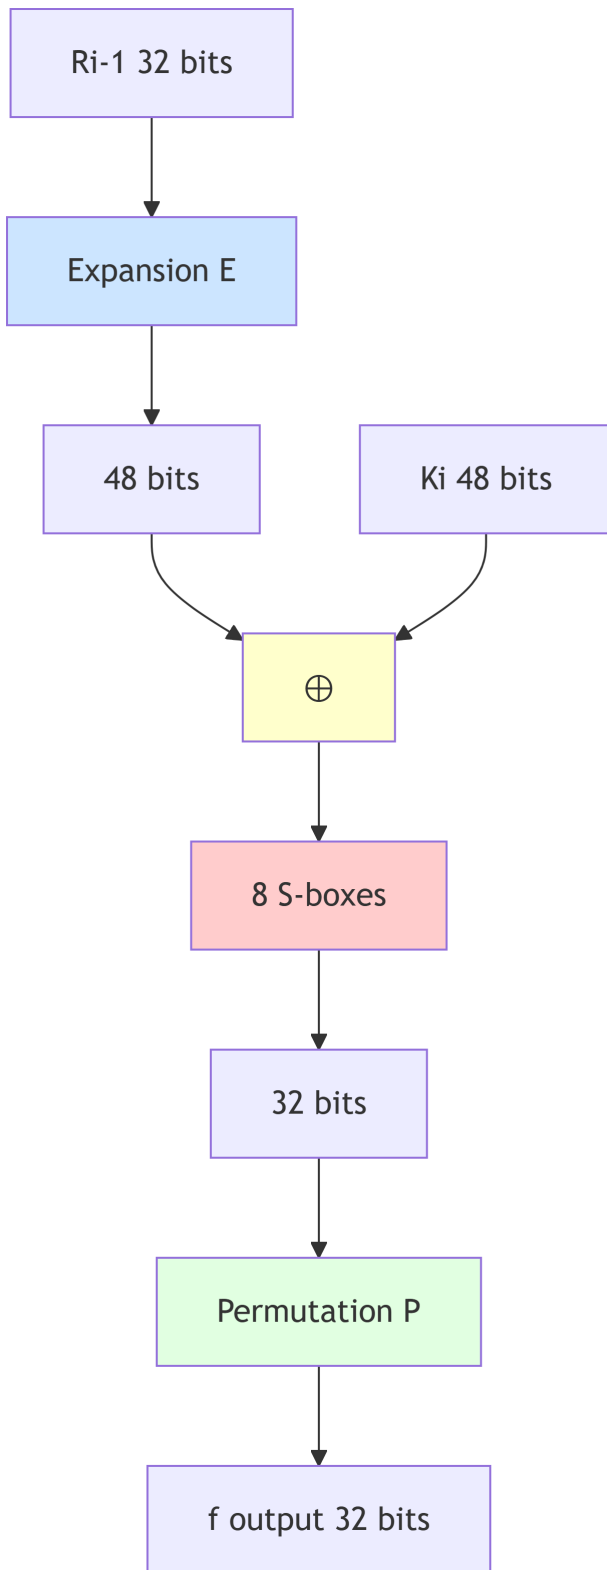 Ri-1 32 bits
Expansion E
48 bits
Ki 48 bits
⊕
8 S-boxes
32 bits
Permutation P
f output 32 bits